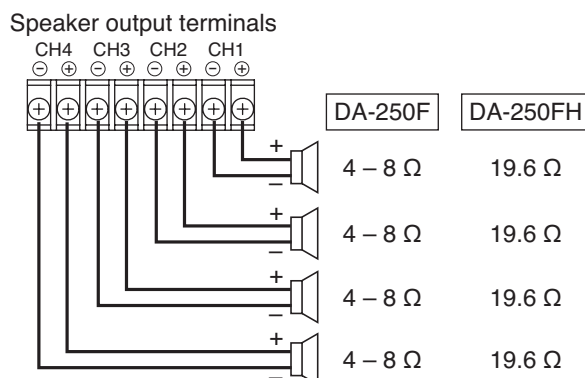 Speaker output terminals
CH4 CH3 CH2 CH1
⊖ ⊕ ⊖ ⊕ ⊖ ⊕ ⊖ ⊕
DA-250F DA-250FH
+
4 – 8 Ω 19.6 Ω
–
+
4 – 8 Ω 19.6 Ω
–
+
4 – 8 Ω 19.6 Ω
–
+
4 – 8 Ω 19.6 Ω
–